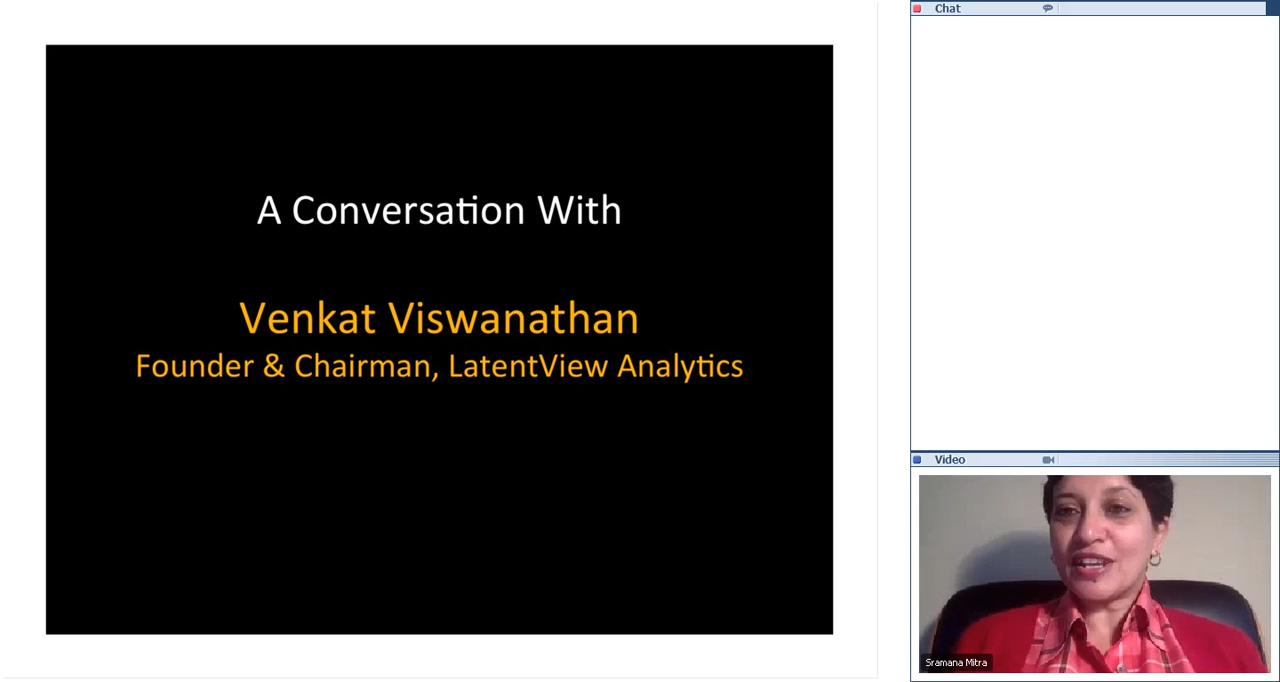 A Conversation With
Venkat Viswanathan
Founder & Chairman, LatentView Analytics
Chat
Video
Sramana Mitra